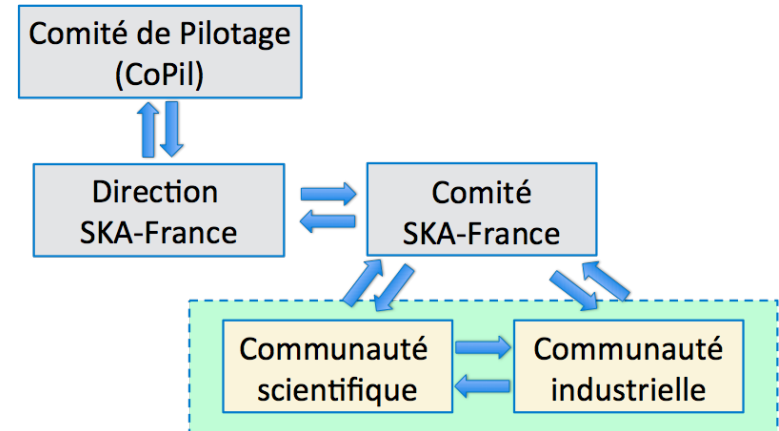 Comité de Pilotage
(CoPil)
Direction
SKA-France
Comité
SKA-France
Communauté
scientifique
Communauté
industrielle